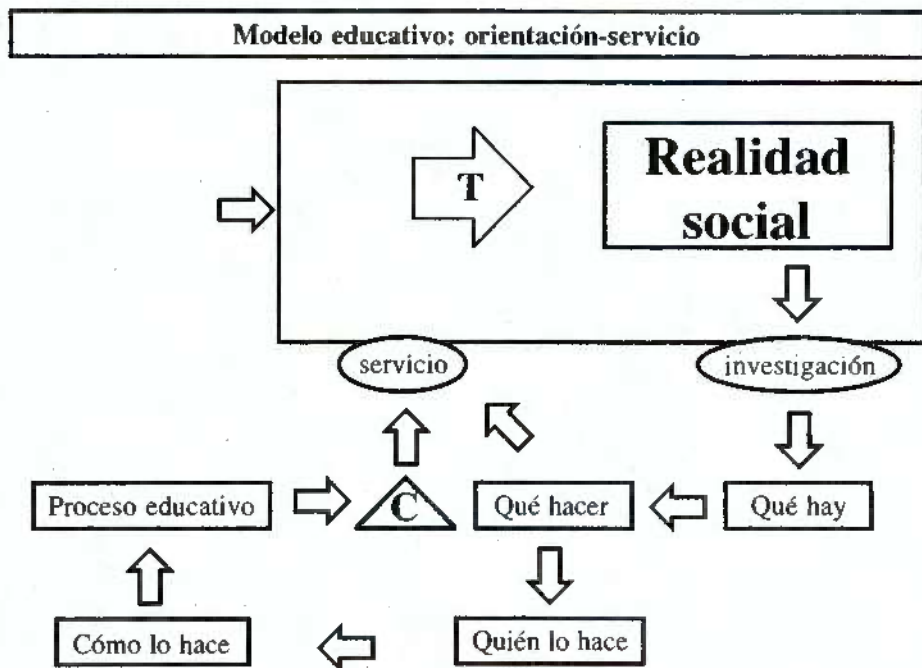 Modelo educativo: orientación-servicio
T
Realidad
social
servicio
investigación
Proceso educativo
C
Qué hacer
Qué hay
Cómo lo hace
Quién lo hace